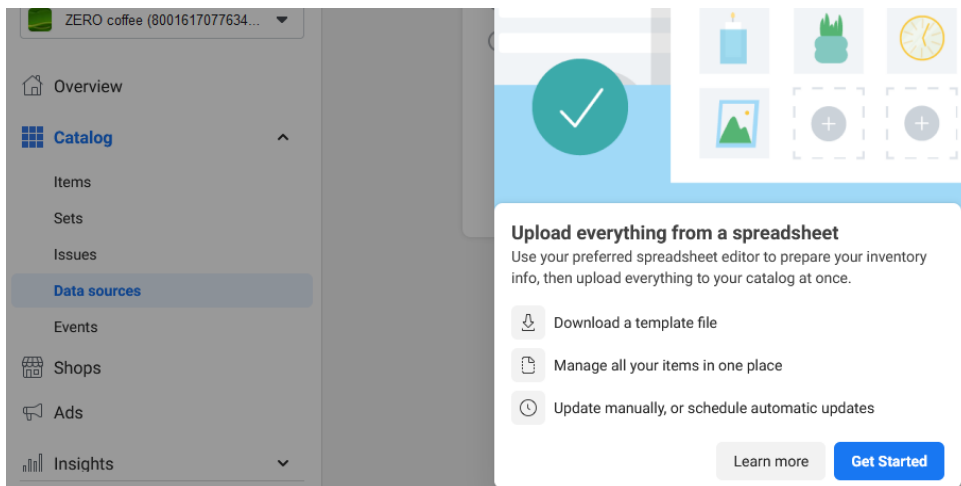 ZERO coffee (8001617077634...
Overview
Catalog
Items
Sets
Issues
Data sources
Events
Shops
Ads
Insights
Upload everything from a spreadsheet
Use your preferred spreadsheet editor to prepare your inventory
info, then upload everything to your catalog at once.
Download a template file
Manage all your items in one place
Update manually, or schedule automatic updates
Learn more
Get Started